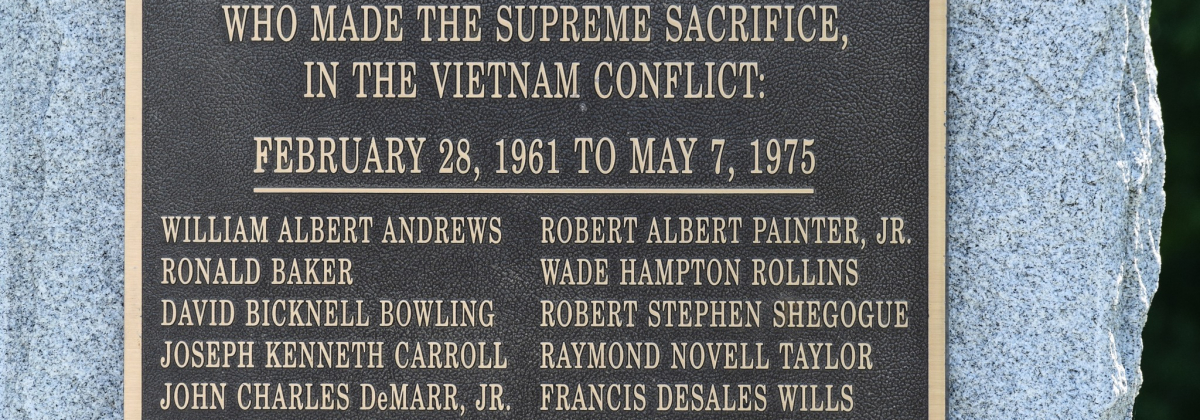 WHO MADE THE SUPREME SACRIFICE,
IN THE VIETNAM CONFLICT:
FEBRUARY 28, 1961 TO MAY 7, 1975
WILLIAM ALBERT ANDREWS
RONALD BAKER
DAVID BICKNELL BOWLING
JOSEPH KENNETH CARROLL
JOHN CHARLES DeMARR, JR.
ROBERT ALBERT PAINTER, JR.
WADE HAMPTON ROLLINS
ROBERT STEPHEN SHEGOGUE
RAYMOND NOVELL TAYLOR
FRANCIS DESALES WILLS